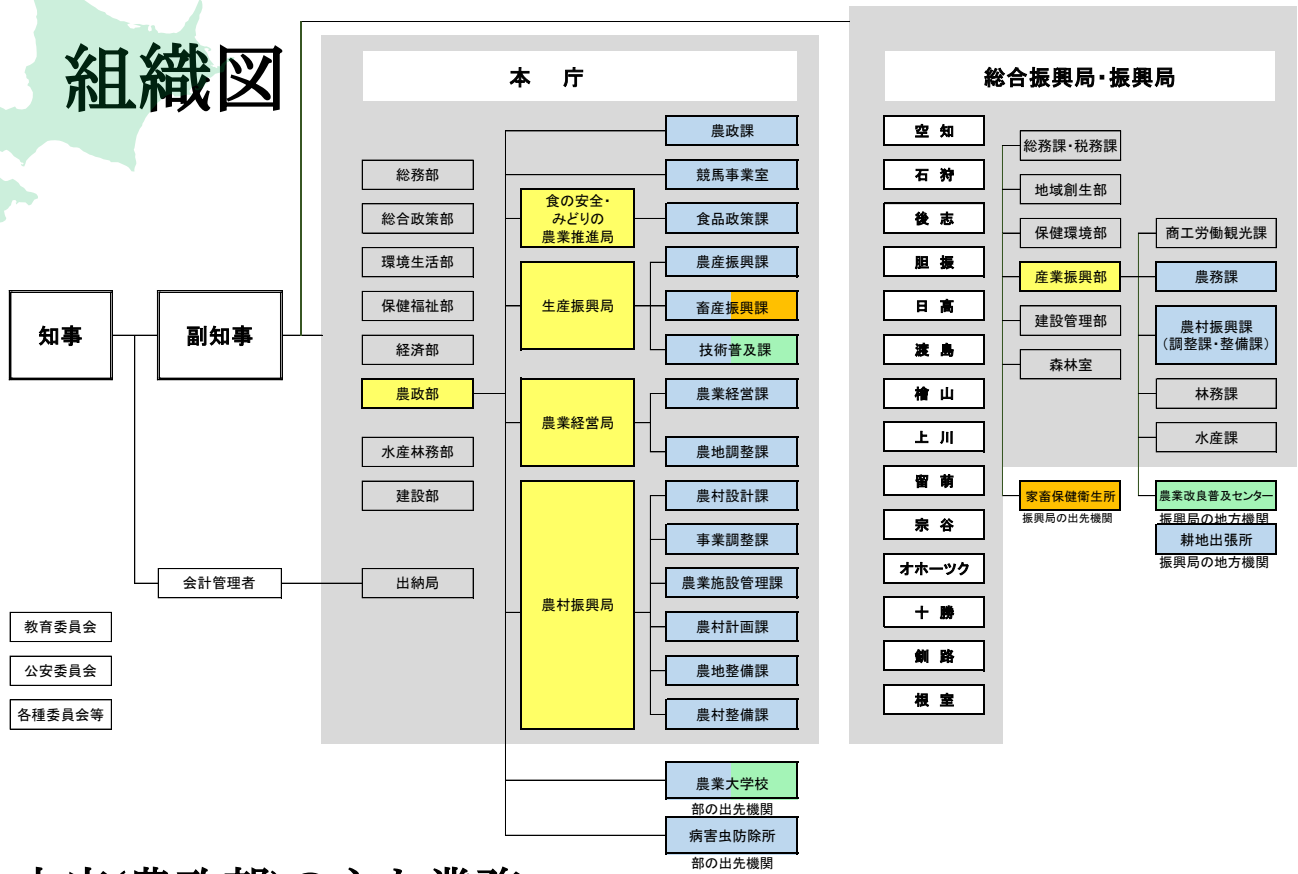 組織図
本 庁
総合振興局・振興局
知事
副知事
会計管理者
教育委員会
公安委員会
各種委員会等
総務部
総合政策部
環境生活部
保健福祉部
経済部
農政部
水産林務部
建設部
出納局
食の安全・
みどりの
農業推進局
生産振興局
農業経営局
農村振興局
農政課
競馬事業室
食品政策課
農産振興課
畜産振興課
技術普及課
農業経営課
農地調整課
農村設計課
事業調整課
農業施設管理課
農村計画課
農地整備課
農村整備課
農業大学校
部の出先機関
病害虫防除所
部の出先機関
空 知
石 狩
後 志
胆 振
日 高
渡 島
檜 山
上 川
留 萌
宗 谷
オホーツク
十 勝
釧 路
根 室
総務課・税務課
地域創生部
保健環境部
産業振興部
建設管理部
森林室
家畜保健衛生所
振興局の出先機関
商工労働観光課
農務課
農村振興課
(調整課・整備課)
林務課
水産課
農業改良普及センター
振興局の地方機関
耕地出張所
振興局の地方機関